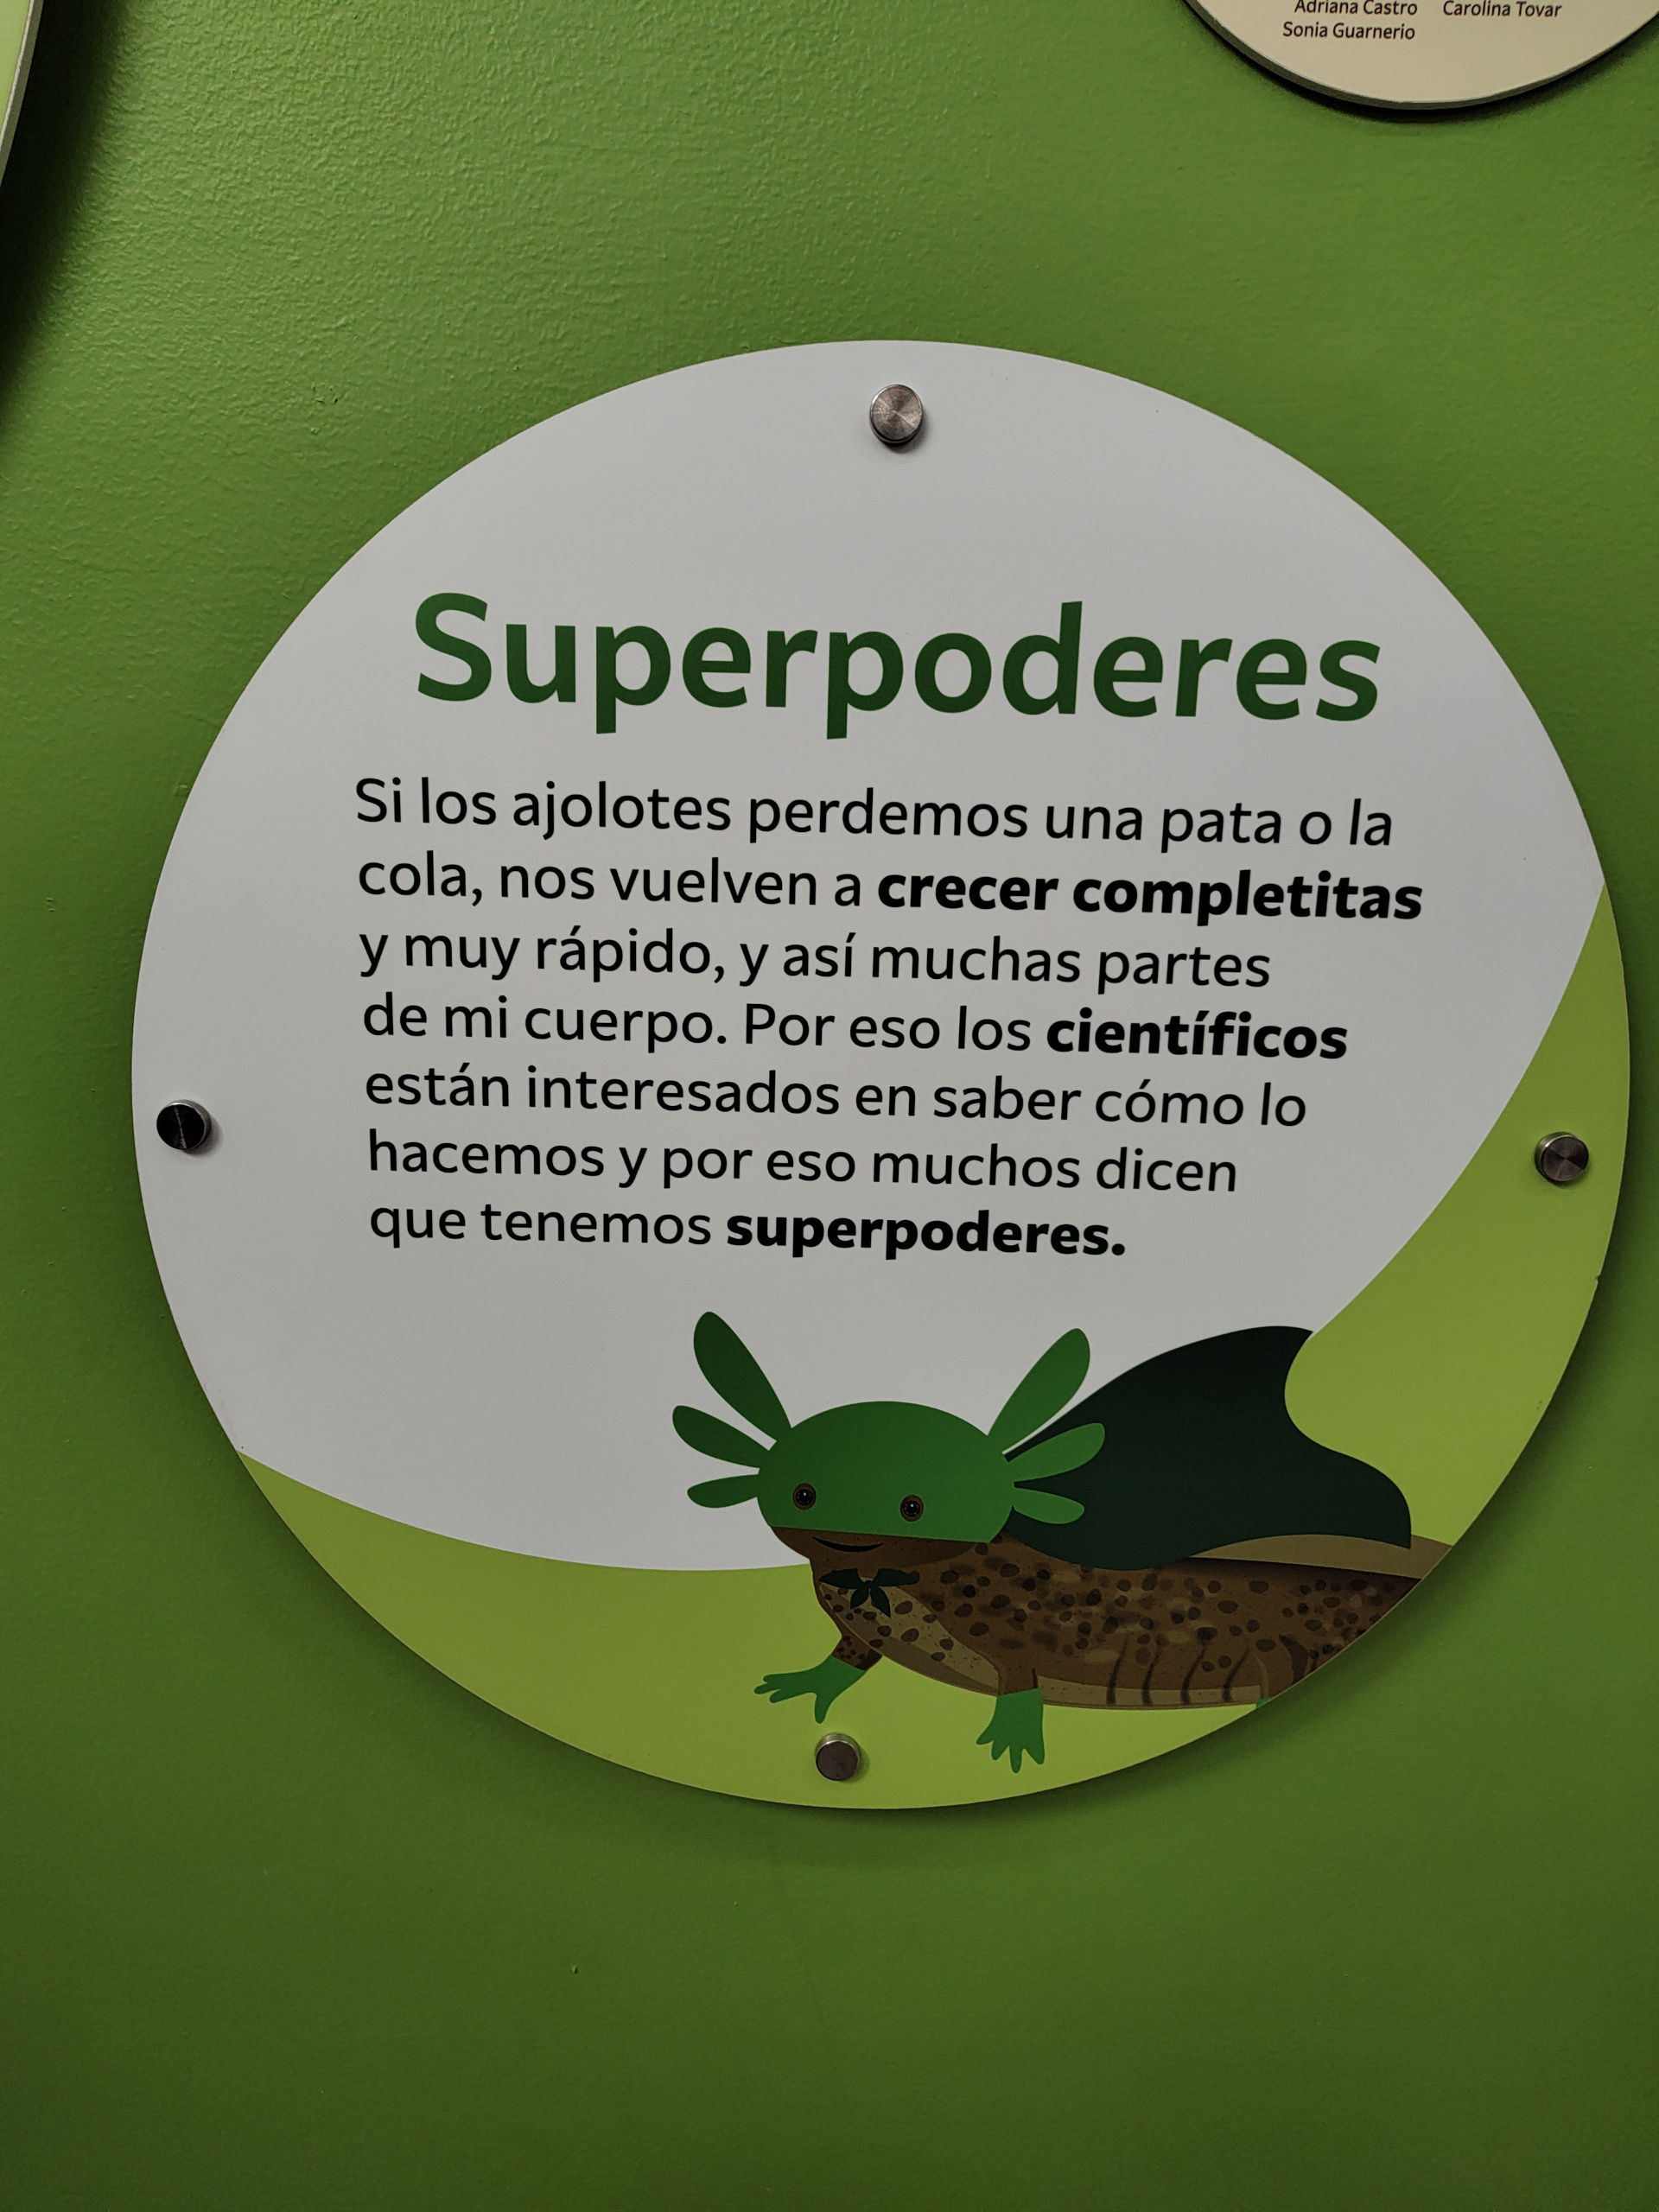 Adriana Castro Carolina Tovar
Sonia Guarnerio
Superpoderes
Si los ajolotes perdemos una pata o la
cola, nos vuelven a crecer completitas
y muy rápido, y así muchas partes
de mi cuerpo. Por eso los científicos
están interesados en saber cómo lo
hacemos y por eso muchos dicen
que tenemos superpoderes.